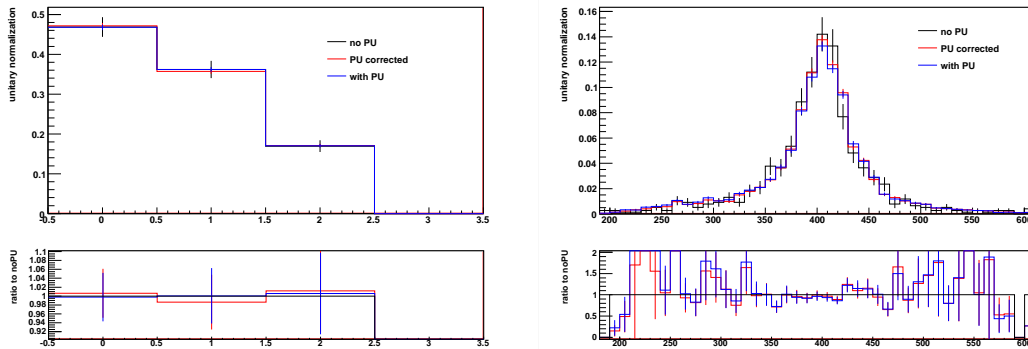 unitary normalization
0.5
0.4
0.3
0.2
0.1
0
-0.5 0 0.5 1 1.5 2 2.5 3 3.5
no PU
PU corrected
with PU
ratio to noPU
1.1
1.08
1.06
1.04
1.02
1
0.98
0.96
0.94
0.92
-0.5 0 0.5 1 1.5 2 2.5 3 3.5
unitary normalization
0.16
0.14
0.12
0.1
0.08
0.06
0.04
0.02
0
200 250 300 350 400 450 500 550 600
no PU
PU corrected
with PU
ratio to noPU
2
1.5
1
0.5
0
200 250 300 350 400 450 500 550 600